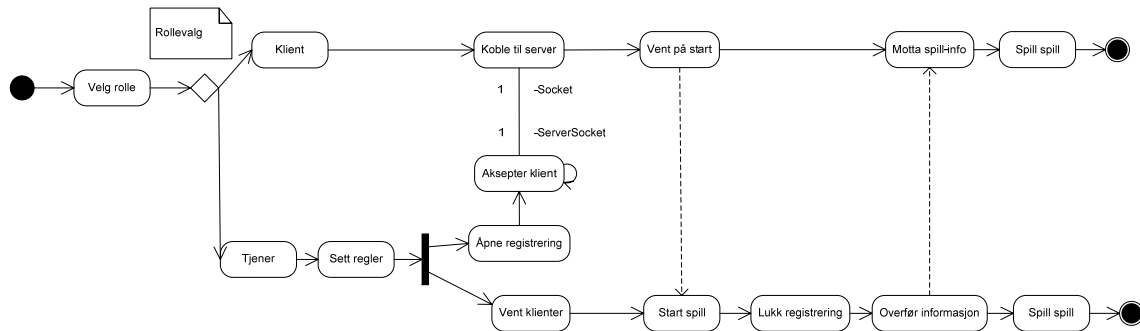 Rollevalg
Klient
Koble til server
Vent på start
Motta spill-info
Spill spill
Velg rolle
1 -Socket
1 -ServerSocket
Aksepter klient
Åpne registrering
Tjener
Sett regler
Vent klienter
Start spill
Lukk registrering
Overfør informasjon
Spill spill